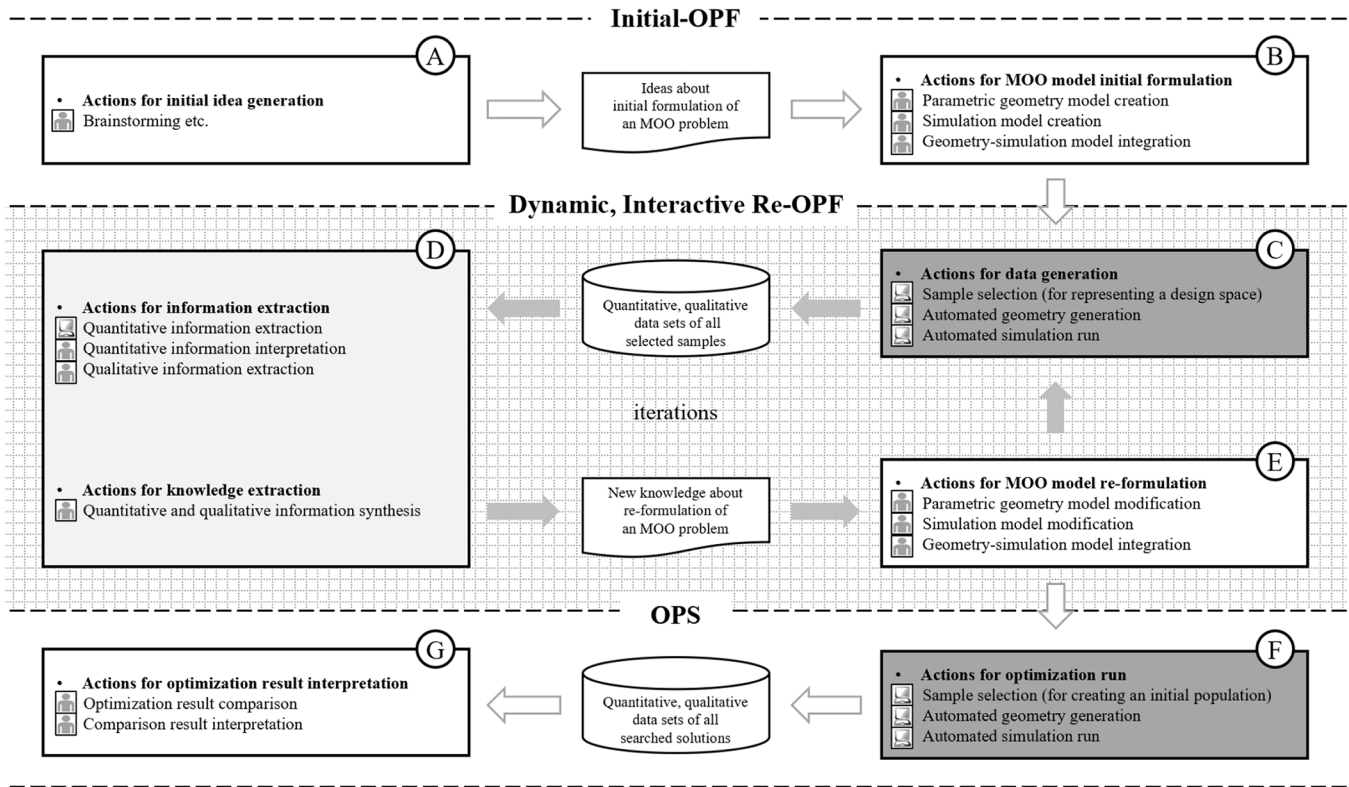 Initial-OPF
A
• Actions for initial idea generation
Brainstorming etc.
Ideas about
initial formulation of
an MOO problem
B
• Actions for MOO model initial formulation
Parametric geometry model creation
Simulation model creation
Geometry-simulation model integration
Dynamic, Interactive Re-OPF
C
• Actions for data generation
Sample selection (for representing a design space)
Automated geometry generation
Automated simulation run
Quantitative, qualitative
data sets of all
selected samples
D
• Actions for information extraction
Quantitative information extraction
Quantitative information interpretation
Qualitative information extraction
• Actions for knowledge extraction
Quantitative and qualitative information synthesis
iterations
New knowledge about
re-formulation of
an MOO problem
E
• Actions for MOO model re-formulation
Parametric geometry model modification
Simulation model modification
Geometry-simulation model integration
OPS
F
• Actions for optimization run
Sample selection (for creating an initial population)
Automated geometry generation
Automated simulation run
Quantitative, qualitative
data sets of all
searched solutions
G
• Actions for optimization result interpretation
Optimization result comparison
Comparison result interpretation